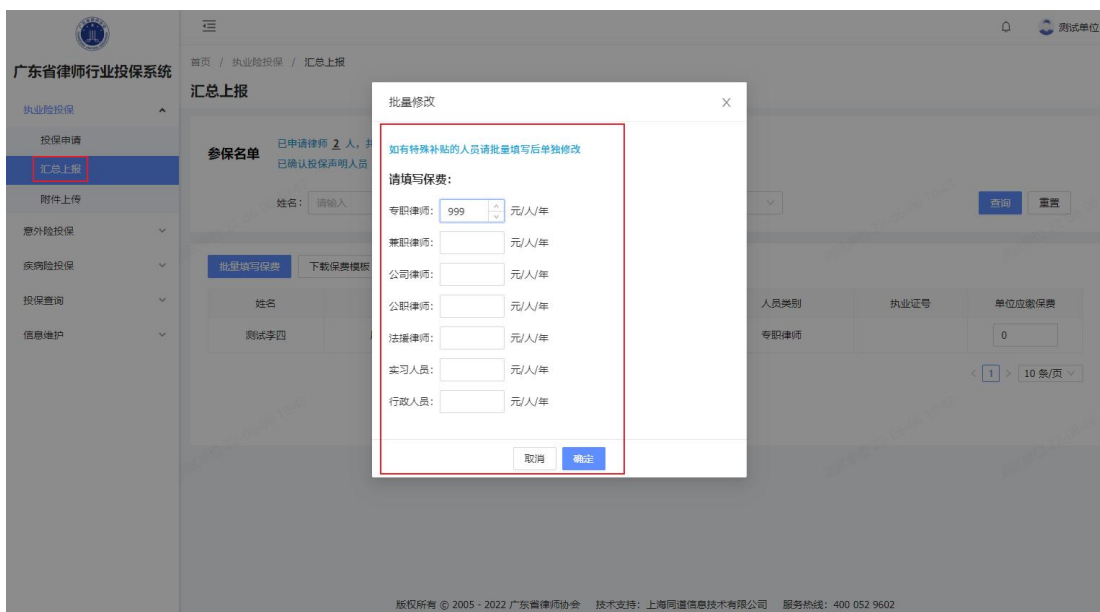 测试单位
广东省律师行业投保系统
首页 / 执业险投保 / 汇总上报
汇总上报
执业险投保
投保申请
汇总上报
附件上传
意外险投保
疾病险投保
投保查询
信息维护
参保名单
已申请律师 2 人，共
已确认投保声明人员
姓名： 请输入
查询 重置
批量填写保费 下载保费模板
姓名 人员类别 执业证号 单位应缴保费
测试李四 专职律师 0
< 1 > 10 条/页
批量修改
如有特殊补贴的人员请批量填写后单独修改
请填写保费：
专职律师： 999 元/人/年
兼职律师： 元/人/年
公司律师： 元/人/年
公职律师： 元/人/年
法援律师： 元/人/年
实习人员： 元/人/年
行政人员： 元/人/年
取消 确定
版权所有 © 2005 - 2022 广东省律师协会 技术支持：上海同道信息技术有限公司 服务热线：400 052 9602